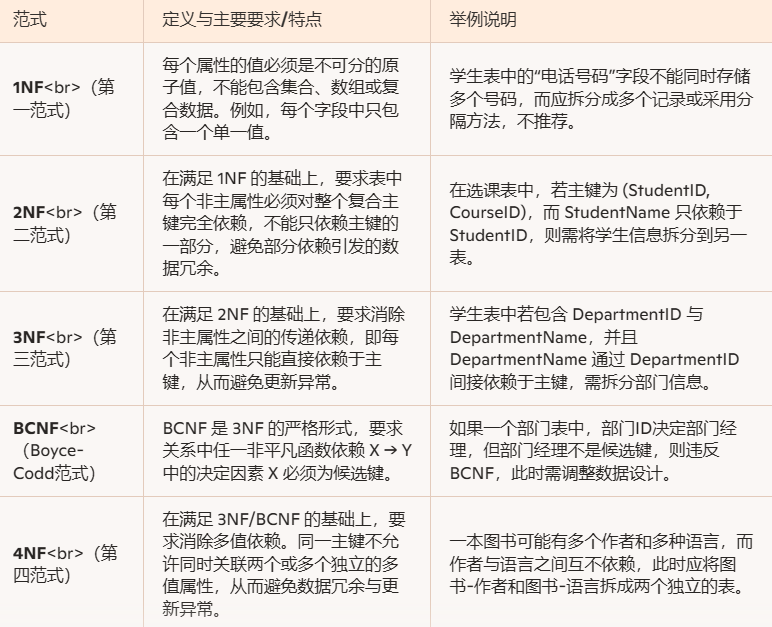 范式
定义与主要要求/特点
举例说明
1NF<br>（第
一范式）
每个属性的值必须是不可分的原
子值，不能包含集合、数组或复
合数据。例如，每个字段中只包
含一个单一值。
学生表中的“电话号码”字段不能同时存储
多个号码，而应拆分成多个记录或采用分
隔方法，不推荐。
2NF<br>（第
二范式）
在满足 1NF 的基础上，要求表中
每个非主属性必须对整个复合主
键完全依赖，不能只依赖主键的
一部分，避免部分依赖引发的数
据冗余。
在选课表中，若主键为 (StudentID,
CourseID)，而 StudentName 只依赖于
StudentID，则需将学生信息拆分到另一
表。
3NF<br>（第
三范式）
在满足 2NF 的基础上，要求消除
非主属性之间的传递依赖，即每
个非主属性只能直接依赖于主
键，从而避免更新异常。
学生表中若包含 DepartmentID 与
DepartmentName，并且
DepartmentName 通过 DepartmentID
间接依赖于主键，需拆分部门信息。
BCNF<br>
（Boyce-
Codd范式）
BCNF 是 3NF 的严格形式，要求
关系中任一非平凡函数依赖 X → Y
中的决定因素 X 必须为候选键。
如果一个部门表中，部门ID决定部门经
理，但部门经理不是候选键，则违反
BCNF，此时需调整数据设计。
4NF<br>（第
四范式）
在满足 3NF/BCNF 的基础上，要
求消除多值依赖。同一主键不允
许同时关联两个或多个独立的多
值属性，从而避免数据冗余与更
新异常。
一本图书可能有多个作者和多种语言，而
作者与语言之间互不依赖，此时应将图
书-作者和图书-语言拆成两个独立的表。